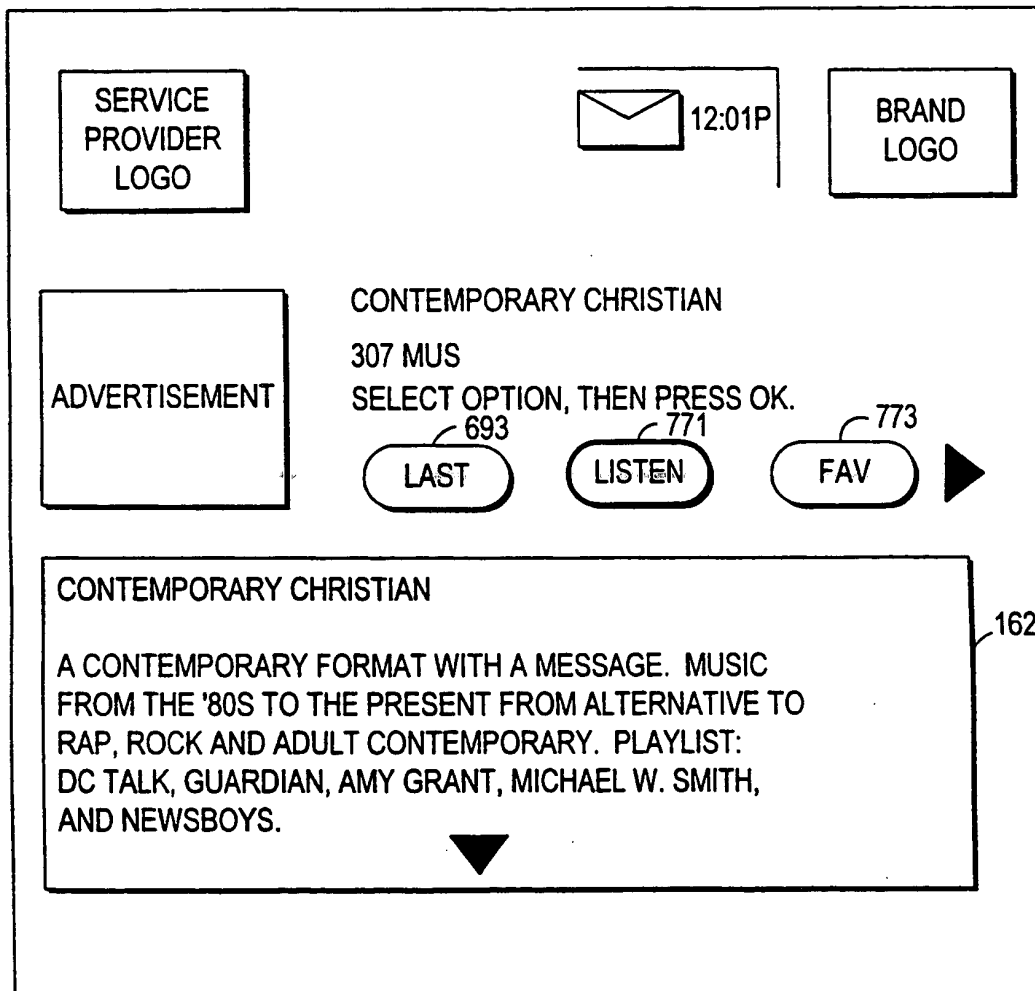 SERVICE
PROVIDER
LOGO
12:01P
BRAND
LOGO
ADVERTISEMENT
CONTEMPORARY CHRISTIAN
307 MUS
SELECT OPTION, THEN PRESS OK.
693
771
773
LAST
LISTEN
FAV
CONTEMPORARY CHRISTIAN
162
A CONTEMPORARY FORMAT WITH A MESSAGE. MUSIC
FROM THE '80S TO THE PRESENT FROM ALTERNATIVE TO
RAP, ROCK AND ADULT CONTEMPORARY. PLAYLIST:
DC TALK, GUARDIAN, AMY GRANT, MICHAEL W. SMITH,
AND NEWSBOYS.